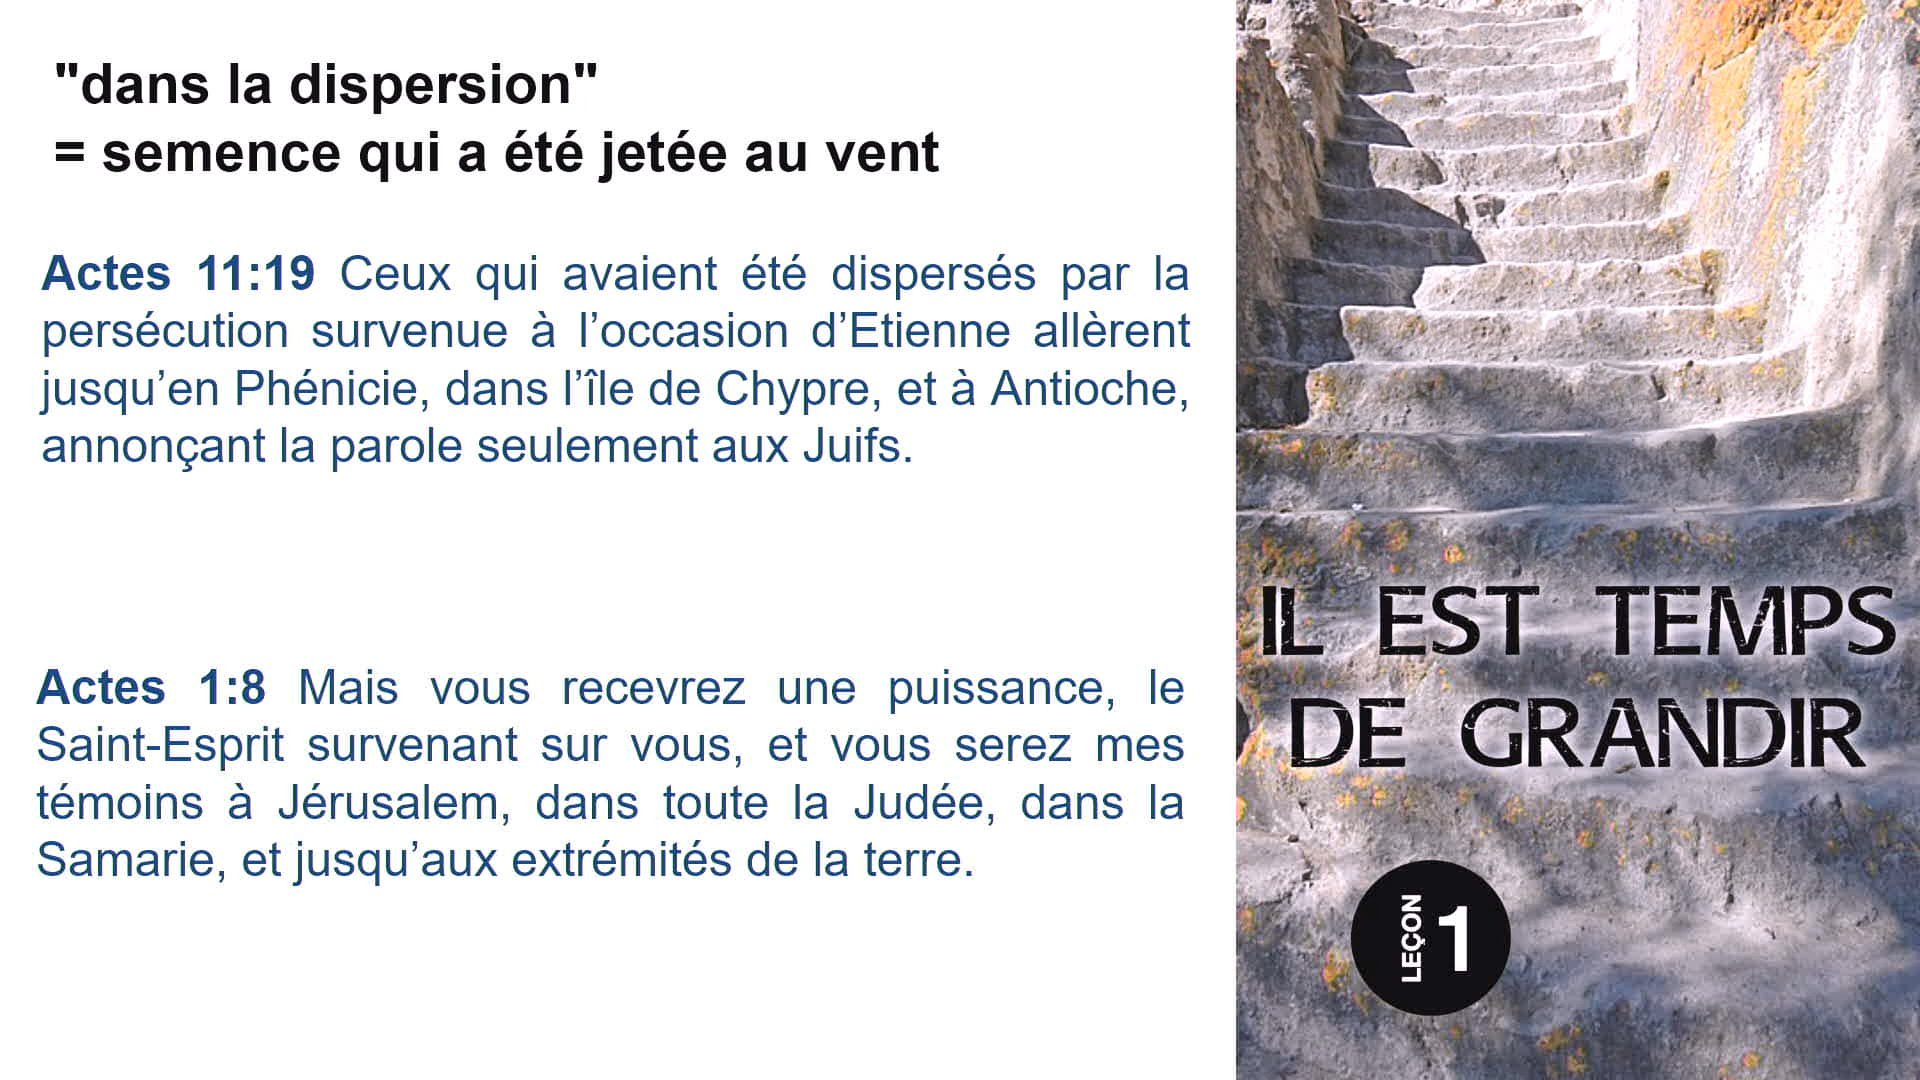 "dans la dispersion"
= semence qui a été jetée au vent
Actes 11:19 Ceux qui avaient été dispersés par la
persécution survenue à l’occasion d’Etienne allèrent
jusqu’en Phénicie, dans l’île de Chypre, et à Antioche,
annonçant la parole seulement aux Juifs.
Actes 1:8 Mais vous recevrez une puissance, le
Saint-Esprit survenant sur vous, et vous serez mes
témoins à Jérusalem, dans toute la Judée, dans la
Samarie, et jusqu’aux extrémités de la terre.
IL EST TEMPS
DE GRANDIR
LEÇON 1